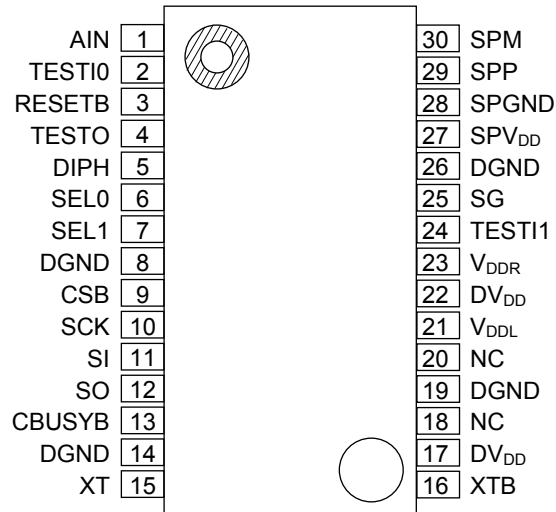 AIN 1
TESTI0 2
RESETB 3
TESTO 4
DIPH 5
SEL0 6
SEL1 7
DGND 8
CSB 9
SCK 10
SI 11
SO 12
CBUSYB 13
DGND 14
XT 15
30 SPM
29 SPP
28 SPGND
27 SPVDD
26 DGND
25 SG
24 TESTI1
23 VDDR
22 DVDD
21 VDDL
20 NC
19 DGND
18 NC
17 DVDD
16 XTB